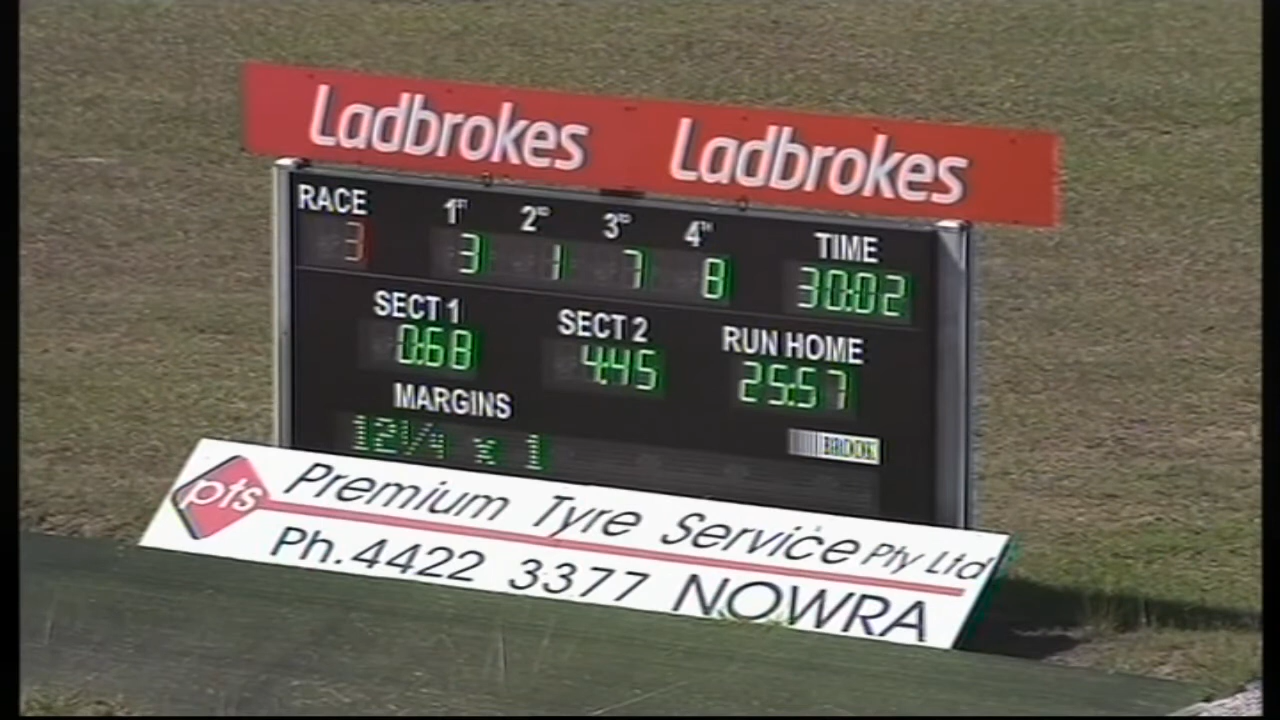 Ladbrokes Ladbrokes
RACE 1ST 2ND 3RD 4TH TIME
3 3 1 7 8 30:02
SECT 1 SECT 2 RUN HOME
0:68 4:45 25:57
MARGINS
12¼ x 1
BROOK
pts Premium Tyre Service Pty Ltd
Ph. 4422 3377 NOWRA